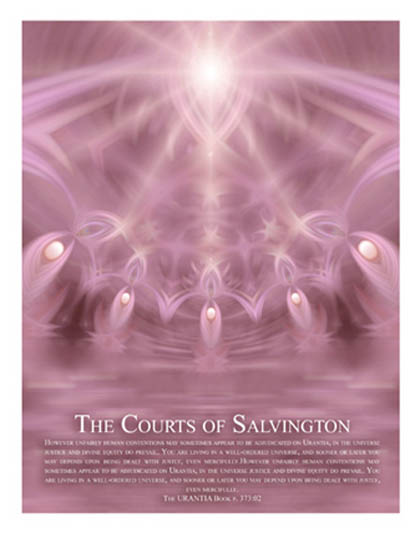 The Courts of Salvington
However unfairly human contentions may sometimes appear to be adjudicated on Urantia, in the universe
justice and divine equity do prevail. You are living in a well-ordered universe, and sooner or later you
may depend upon being dealt with justly, even mercifully.However unfairly human contentions may
sometimes appear to be adjudicated on Urantia, in the universe justice and divine equity do prevail. You
are living in a well-ordered universe, and sooner or later you may depend upon being dealt with justly,
even mercifully.
The URANTIA Book p. 373:02